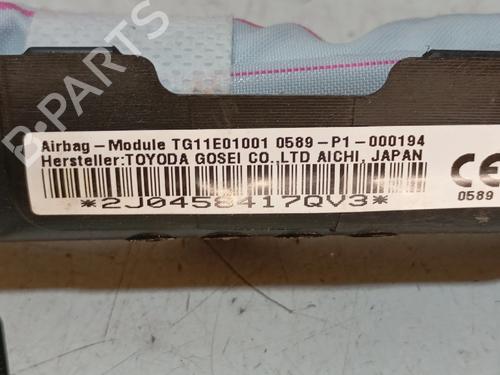 B-PARTS
Airbag-Module TG11E01001 0589-P1-000194
Hersteller:TOYODA GOSEI CO.,LTD AICHI, JAPAN
*2J0458417QV3*
CE
0589